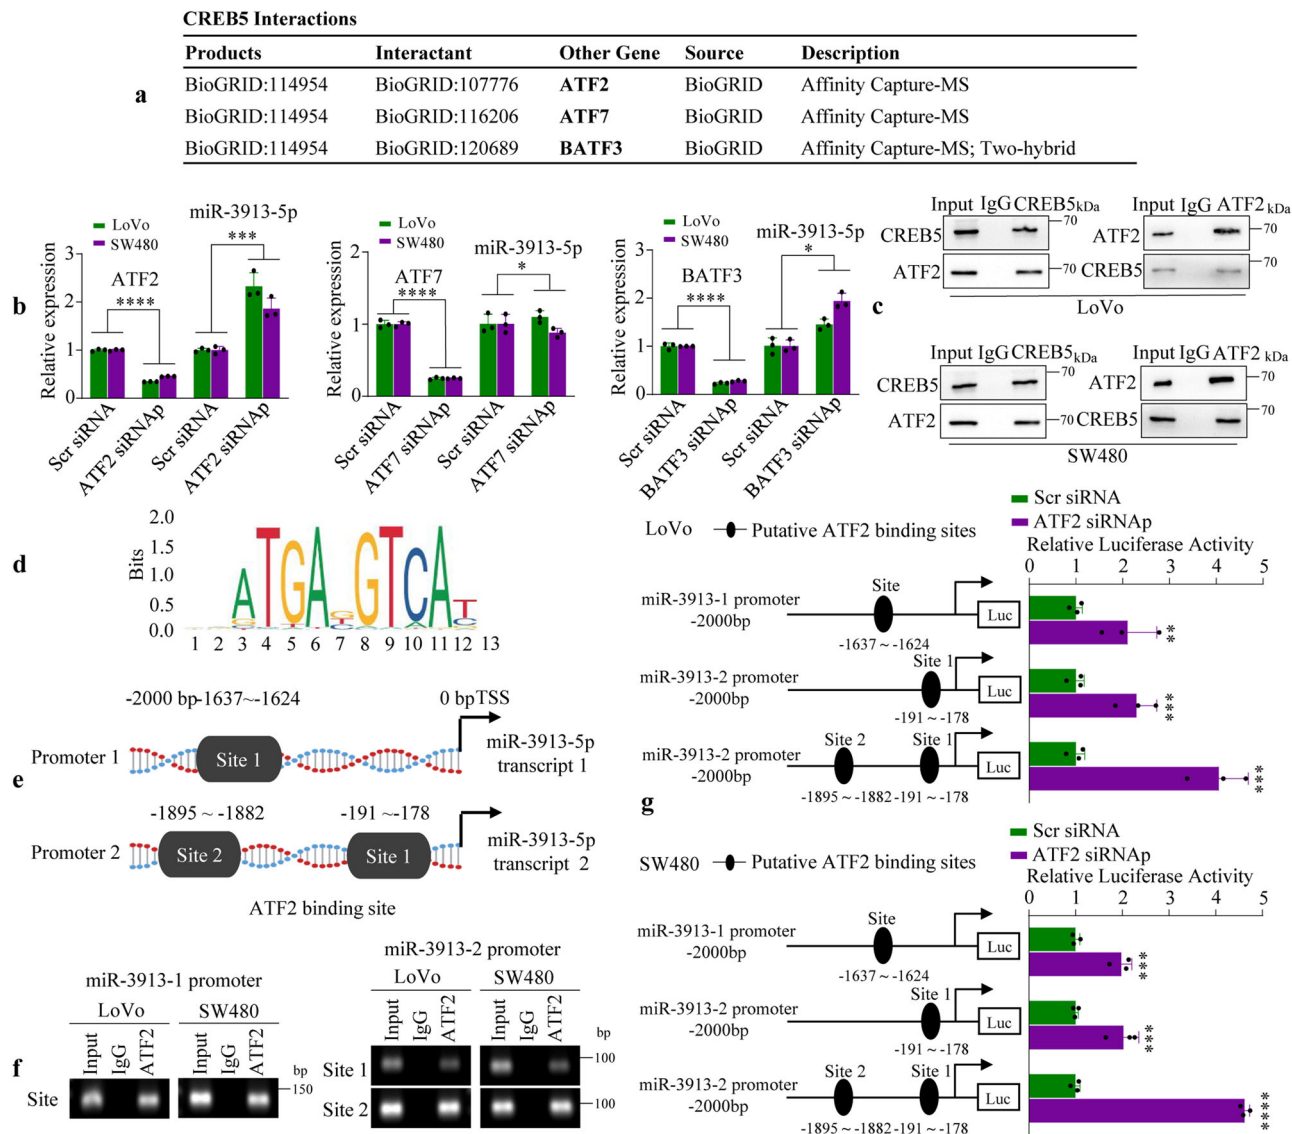 CREB5 Interactions
Products Interactant Other Gene Source Description
a
BioGRID:114954 BioGRID:107776 ATF2 BioGRID Affinity Capture-MS
BioGRID:114954 BioGRID:116206 ATF7 BioGRID Affinity Capture-MS
BioGRID:114954 BioGRID:120689 BATF3 BioGRID Affinity Capture-MS; Two-hybrid
b
Relative expression
3
2
1
0
LoVo
SW480
miR-3913-5p
***
ATF2
****
Scr siRNA
ATF2 siRNAp
Scr siRNA
ATF2 siRNAp
Relative expression
2
1
0
LoVo
SW480
miR-3913-5p
*
ATF7
****
Scr siRNA
ATF7 siRNAp
Scr siRNA
ATF7 siRNAp
Relative expression
3
2
1
0
LoVo
SW480
miR-3913-5p
*
BATF3
****
Scr siRNA
BATF3 siRNAp
Scr siRNA
BATF3 siRNAp
c
Input IgG CREB5 kDa
CREB5
70
ATF2
70
Input IgG ATF2 kDa
ATF2
70
CREB5
70
LoVo
Input IgG CREB5 kDa
CREB5
70
ATF2
70
Input IgG ATF2 kDa
ATF2
70
CREB5
70
SW480
d
Bits
2.0
1.5
1.0
0.5
0.0
ATGA GTCAT
1 2 3 4 5 6 7 8 9 10 11 12 13
e
-2000 bp -1637~-1624 0 bp TSS
Promoter 1 Site 1 miR-3913-5p
transcript 1
-1895 ~ -1882 -191 ~-178
Promoter 2 Site 2 Site 1 miR-3913-5p
transcript 2
ATF2 binding site
f
miR-3913-1 promoter
LoVo SW480
Input IgG ATF2 Input IgG ATF2 bp
Site
150
miR-3913-2 promoter
LoVo SW480
Input IgG ATF2 Input IgG ATF2 bp
Site 1
100
Site 2
100
g
Scr siRNA
ATF2 siRNAp
LoVo Putative ATF2 binding sites Relative Luciferase Activity
0 1 2 3 4 5
miR-3913-1 promoter
-2000bp
Site
Luc
-1637 ~ -1624
**
miR-3913-2 promoter
-2000bp
Site 1
Luc
-191 ~ -178
***
miR-3913-2 promoter
-2000bp
Site 2 Site 1
Luc
-1895 ~ -1882 -191 ~ -178
***
Scr siRNA
ATF2 siRNAp
SW480 Putative ATF2 binding sites Relative Luciferase Activity
0 1 2 3 4 5
miR-3913-1 promoter
-2000bp
Site
Luc
-1637 ~ -1624
***
miR-3913-2 promoter
-2000bp
Site 1
Luc
-191 ~ -178
***
miR-3913-2 promoter
-2000bp
Site 2 Site 1
Luc
-1895 ~ -1882 -191 ~ -178
****